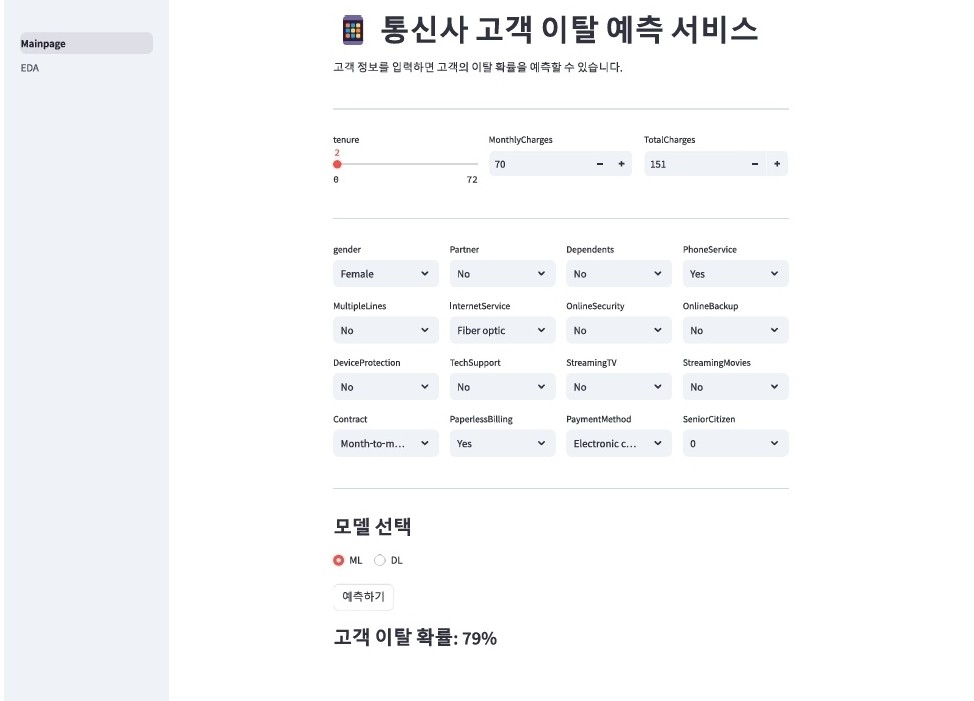 Mainpage
EDA
통신사 고객 이탈 예측 서비스
고객 정보를 입력하면 고객의 이탈 확률을 예측할 수 있습니다.
tenure MonthlyCharges TotalCharges
2
70 − + 151 − +
0 72
gender Partner Dependents PhoneService
Female No No Yes
MultipleLines InternetService OnlineSecurity OnlineBackup
No Fiber optic No No
DeviceProtection TechSupport StreamingTV StreamingMovies
No No No No
Contract PaperlessBilling PaymentMethod SeniorCitizen
Month-to-m... Yes Electronic c... 0
모델 선택
ML DL
예측하기
고객 이탈 확률: 79%